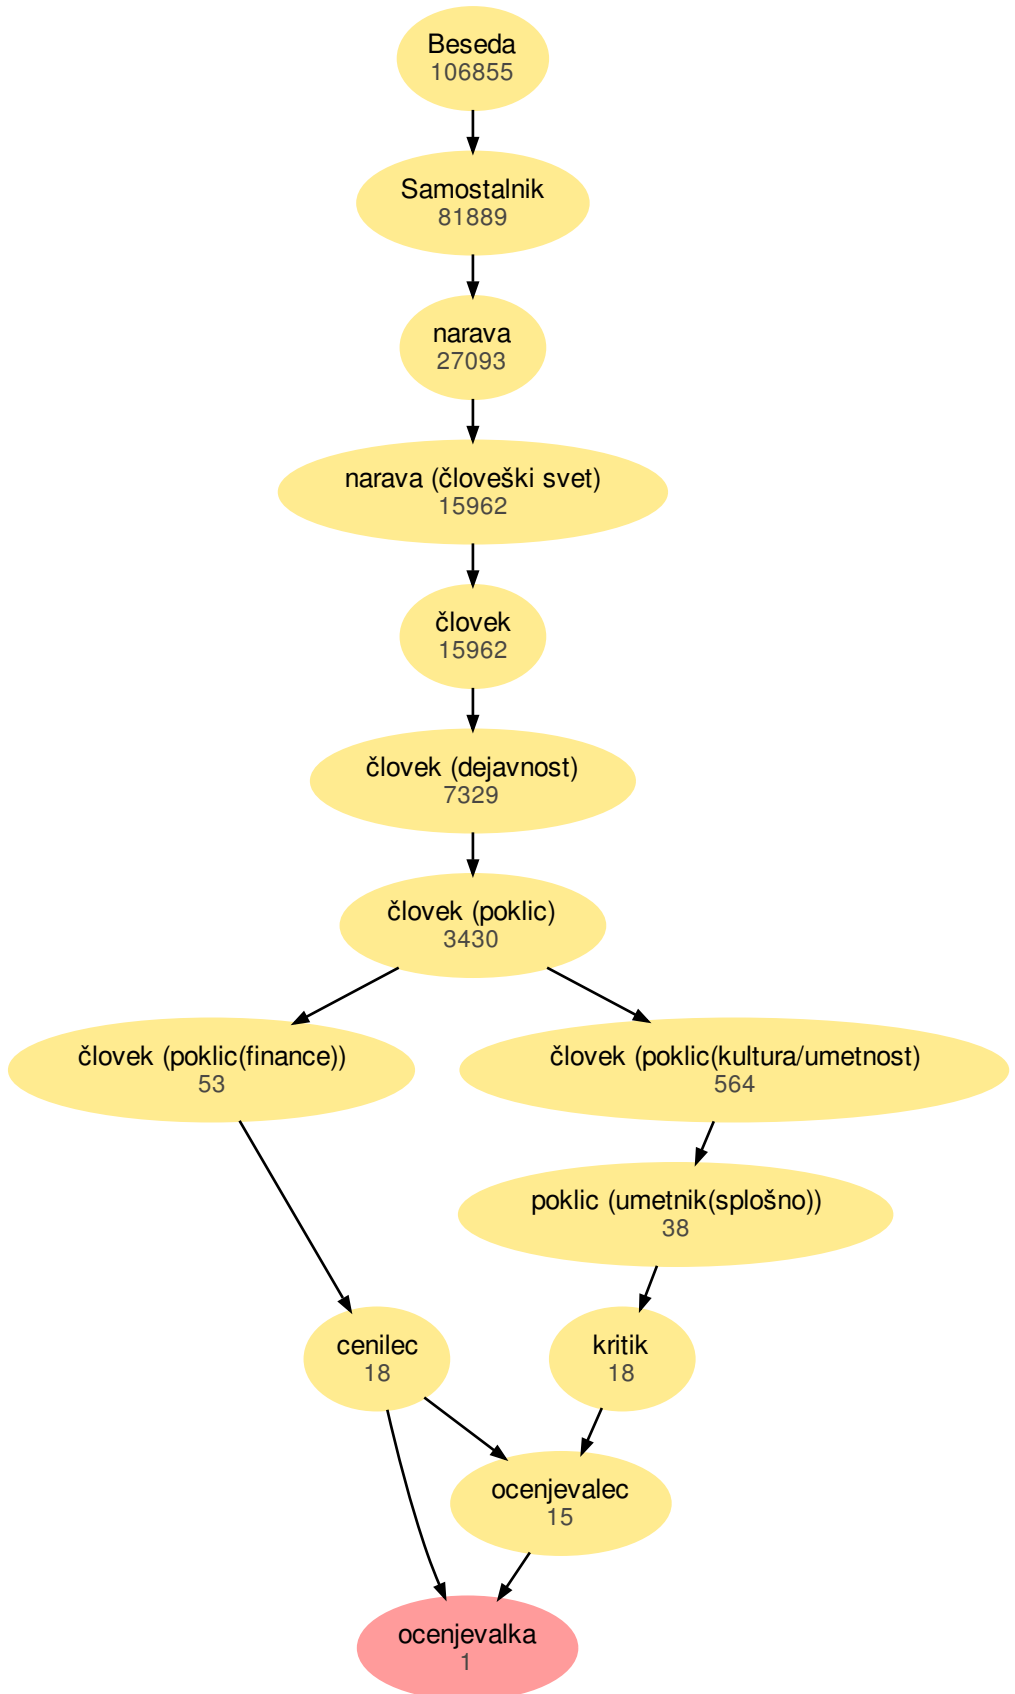 Beseda
106855
Samostalnik
81889
narava
27093
narava (človeški svet)
15962
človek
15962
človek (dejavnost)
7329
človek (poklic)
3430
človek (poklic(finance))
53
človek (poklic(kultura/umetnost)
564
poklic (umetnik(splošno))
38
cenilec
18
kritik
18
ocenjevalec
15
ocenjevalka
1